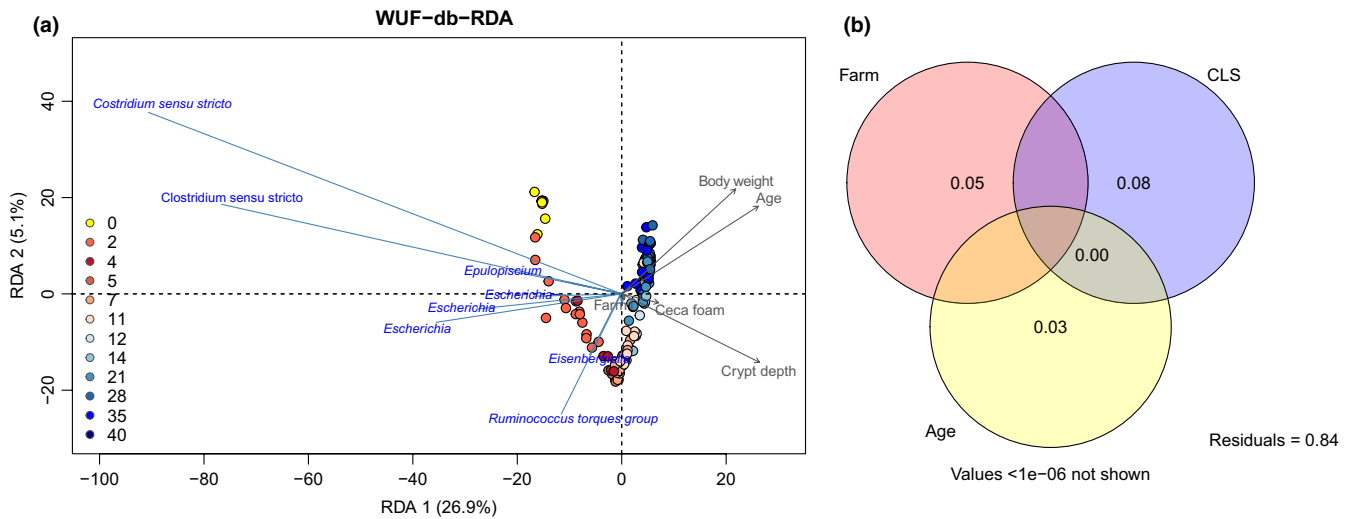 (a)
WUF−db−RDA
Costridium sensu stricto
Clostridium sensu stricto
Epulopiscium
Escherichia
Escherichia
Escherichia
Eisenbergiella
Ruminococcus torques group
Body weight
Age
Farm
Ceca foam
Crypt depth
0
2
4
5
7
11
12
14
21
28
35
40
RDA 2 (5.1%)
40
20
0
−20
−100
−80
−60
−40
−20
0
20
RDA 1 (26.9%)
(b)
Farm
CLS
0.05
0.08
0.00
0.03
Age
Residuals = 0.84
Values <1e−06 not shown